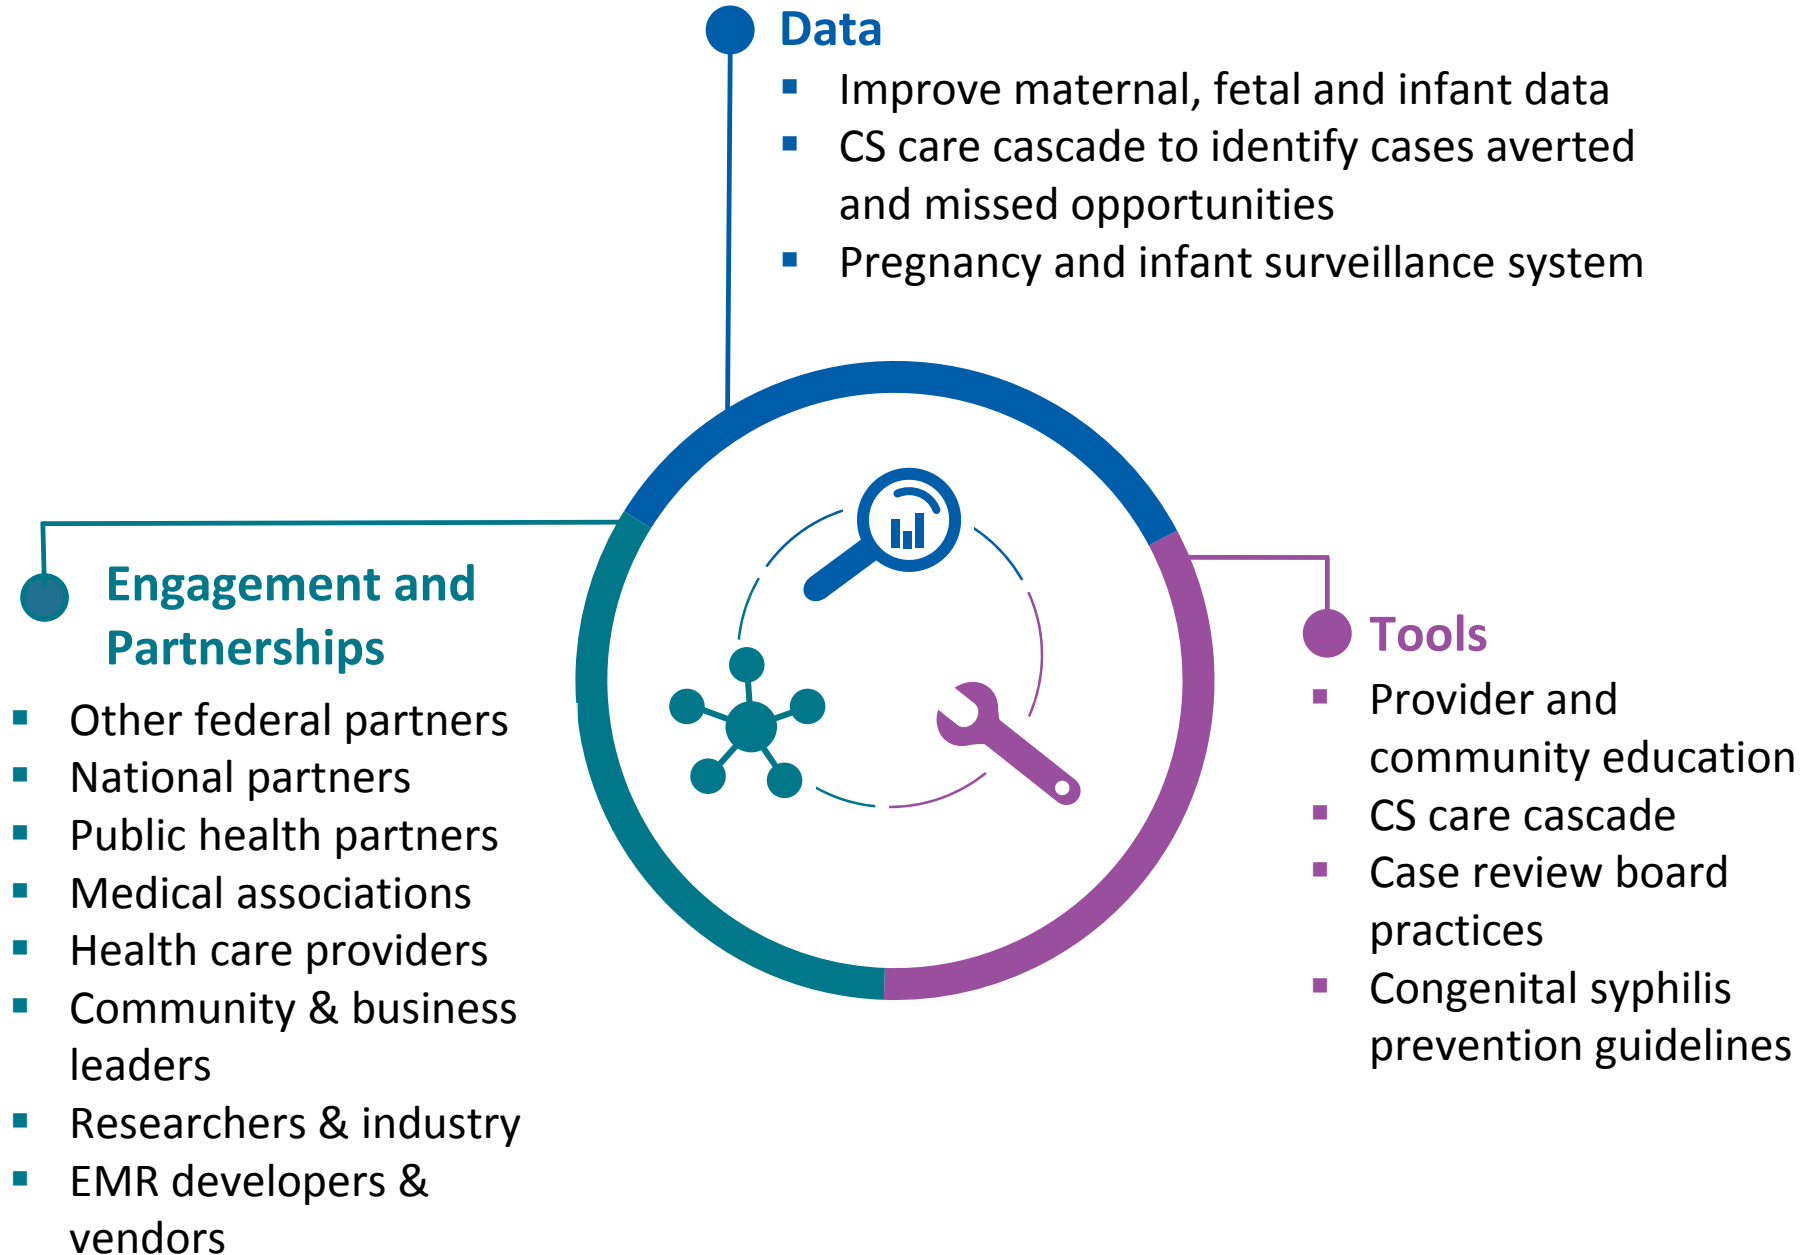 Data
▪ Improve maternal, fetal and infant data
▪ CS care cascade to identify cases averted
and missed opportunities
▪ Pregnancy and infant surveillance system
Engagement and
Partnerships
▪ Other federal partners
▪ National partners
▪ Public health partners
▪ Medical associations
▪ Health care providers
▪ Community & business
leaders
▪ Researchers & industry
▪ EMR developers &
vendors
Tools
▪ Provider and
community education
▪ CS care cascade
▪ Case review board
practices
▪ Congenital syphilis
prevention guidelines